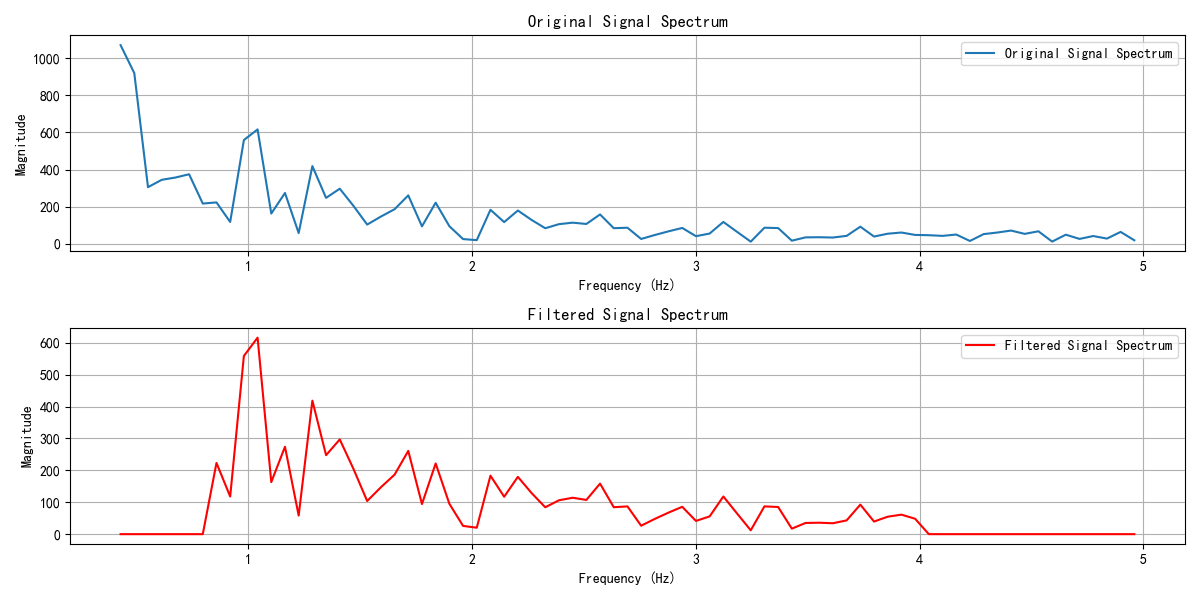 Original Signal Spectrum
Original Signal Spectrum
Magnitude
1000
800
600
400
200
0
1 2 3 4 5
Frequency (Hz)
Filtered Signal Spectrum
Filtered Signal Spectrum
Magnitude
600
500
400
300
200
100
0
1 2 3 4 5
Frequency (Hz)